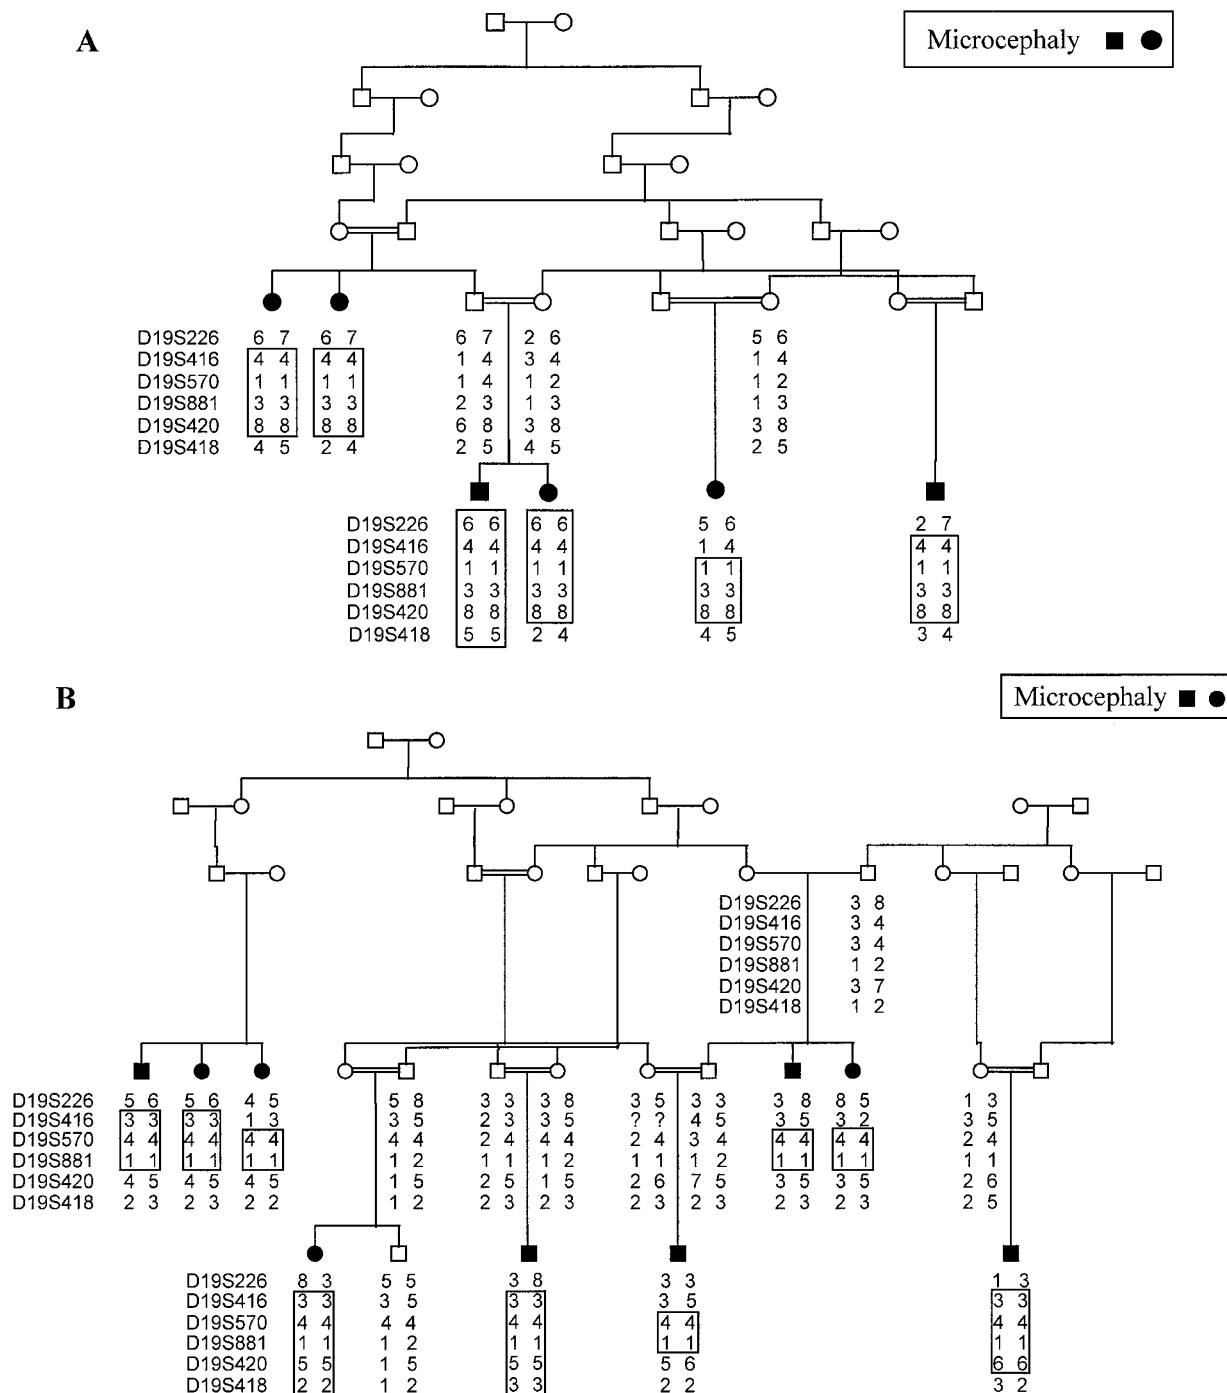 A
Microcephaly
D19S226 6 7 6 7 6 7 2 6 5 6
D19S416 4 4 4 4 1 4 3 4 1 4
D19S570 1 1 1 1 1 4 1 2 1 2
D19S881 3 3 3 3 2 3 1 3 1 3
D19S420 8 8 8 8 6 8 3 8 3 8
D19S418 4 5 2 4 2 5 4 5 2 5
D19S226 6 6 6 6 5 6 2 7
D19S416 4 4 4 4 1 4 4 4
D19S570 1 1 1 1 1 1 1 1
D19S881 3 3 3 3 3 3 3 3
D19S420 8 8 8 8 8 8 8 8
D19S418 5 5 2 4 4 5 3 4
B
Microcephaly
D19S226 3 8
D19S416 3 4
D19S570 3 4
D19S881 1 2
D19S420 3 7
D19S418 1 2
D19S226 5 6 5 6 4 5 5 8 3 3 3 8 3 5 3 3 3 8 8 5 1 3
D19S416 3 3 3 3 1 3 3 5 2 3 3 5 ? ? 4 5 3 5 3 2 3 5
D19S570 4 4 4 4 4 4 4 4 2 4 3 4 2 4 3 4 4 4 4 4 2 4
D19S881 1 1 1 1 1 1 1 2 1 1 1 2 1 1 1 2 1 1 1 1 1 1
D19S420 4 5 4 5 4 5 1 5 2 5 1 5 2 6 7 5 3 5 3 5 2 6
D19S418 2 3 2 3 2 2 1 2 2 3 2 3 2 3 2 3 2 3 2 3 2 5
D19S226 8 3 5 5 3 8 3 3 1 3
D19S416 3 3 3 5 3 3 3 5 3 3
D19S570 4 4 4 4 4 4 4 4 4 4
D19S881 1 1 1 2 1 1 1 1 1 1
D19S420 5 5 1 5 5 5 5 6 6 6
D19S418 2 2 1 2 3 3 2 2 3 2